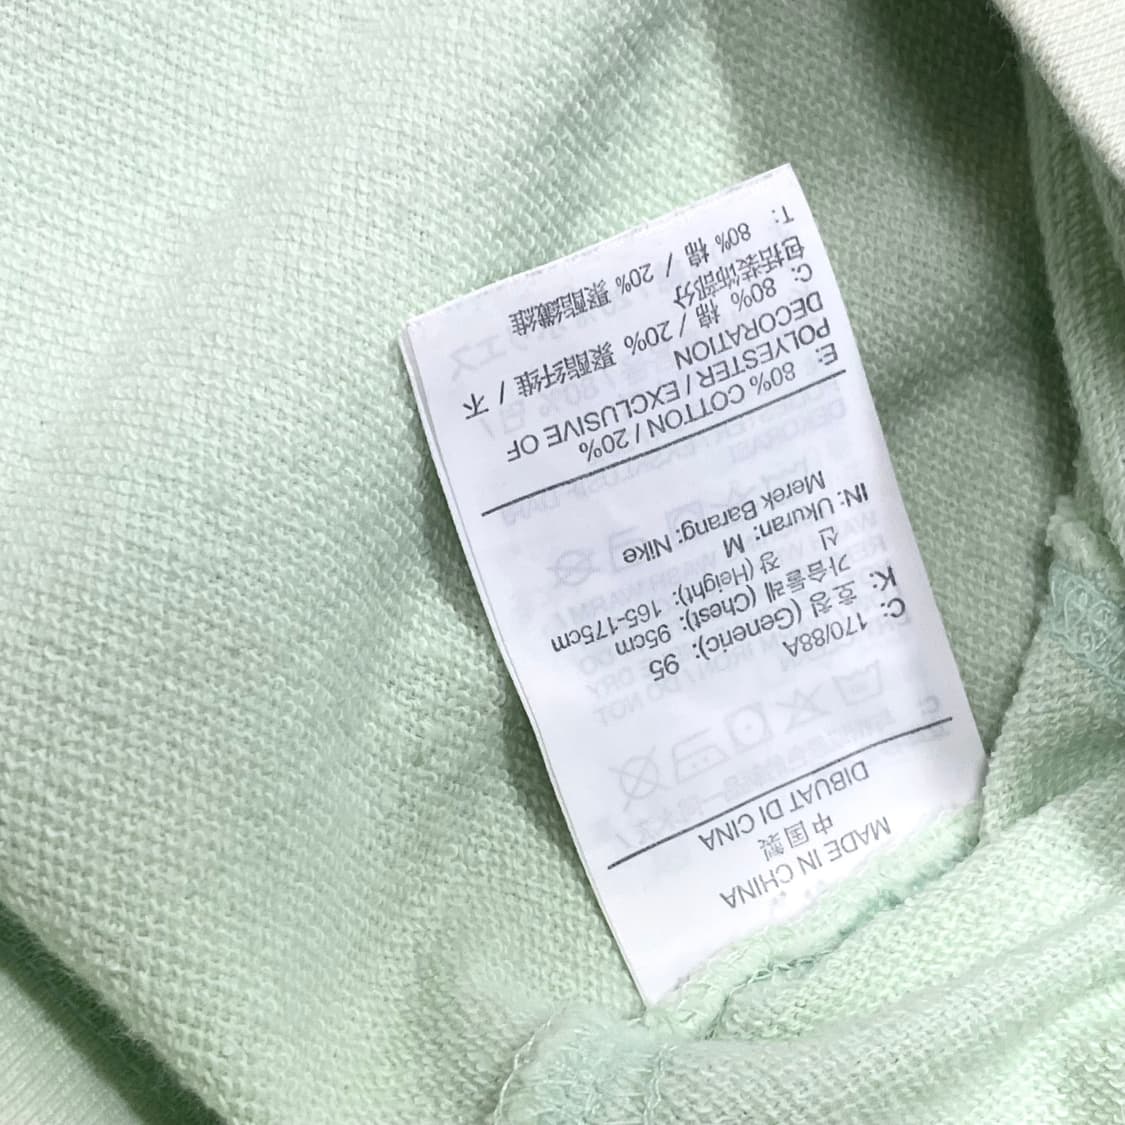 MADE IN CHINA
中国製
DIBUAT DI CINA
C: 170/88A
K: 호칭 (Generic): 95
가슴둘레 (Chest): 95cm
신 장 (Height): 165-175cm
IN: Ukuran: M
Merek Barang: Nike
E: 80% COTTON / 20%
POLYESTER / EXCLUSIVE OF
DECORATION
C: 80% 棉 / 20% 聚酯纤维 / 不
包括装饰部分
T: 80% 棉 / 20% 聚酯纖維